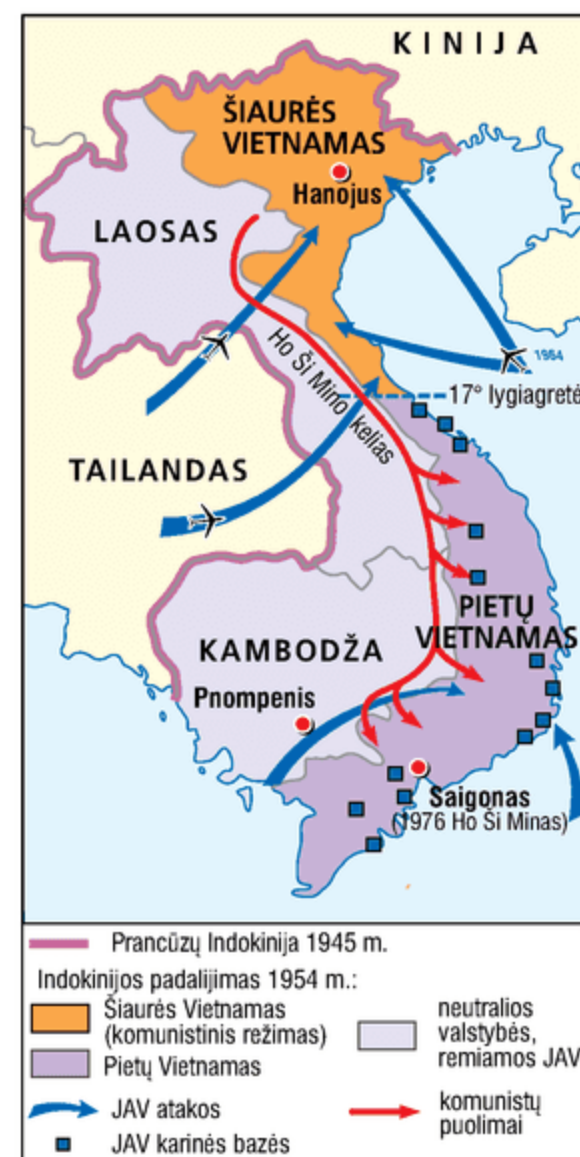 KINIJA
ŠIAURĖS
VIETNAMAS
Hanojus
LAOSAS
1964
Ho Ši Mino kelias
17° lygiagretė
TAILANDAS
PIETŲ
VIETNAMAS
KAMBODŽA
Pnompenis
Saigonas
(1976 Ho Ši Minas)
Prancūzų Indokinija 1945 m.
Indokinijos padalijimas 1954 m.:
Šiaurės Vietnamas
(komunistinis režimas)
Pietų Vietnamas
neutralios
valstybės,
remiamos JAV
JAV atakos
JAV karinės bazės
komunistų
puolimai